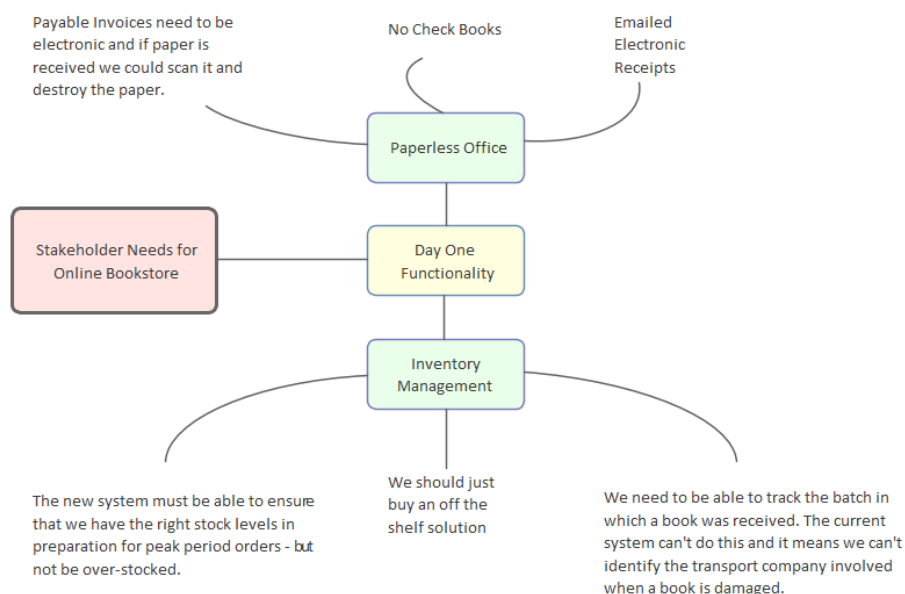 Payable Invoices need to be
electronic and if paper is
received we could scan it and
destroy the paper.
No Check Books
Emailed
Electronic
Receipts
Paperless Office
Stakeholder Needs for
Online Bookstore
Day One
Functionality
Inventory
Management
The new system must be able to ensure
that we have the right stock levels in
preparation for peak period orders - but
not be over-stocked.
We should just
buy an off the
shelf solution
We need to be able to track the batch in
which a book was received. The current
system can't do this and it means we can't
identify the transport company involved
when a book is damaged.